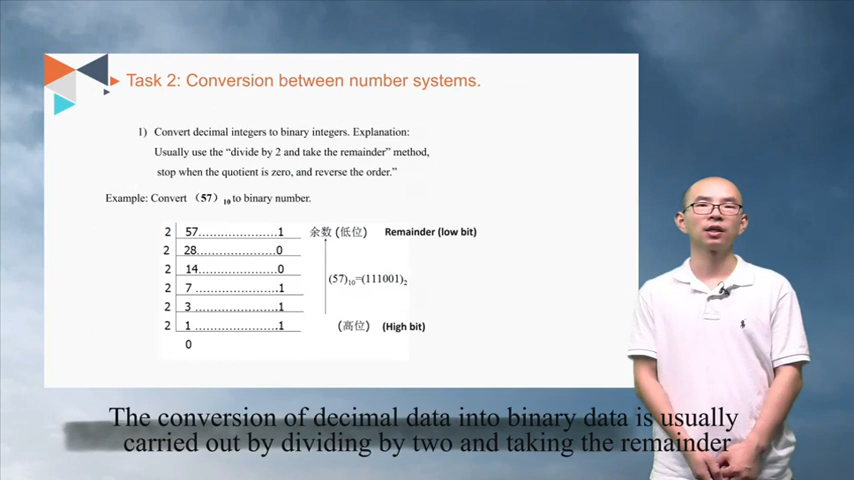 Task 2: Conversion between number systems.
1) Convert decimal integers to binary integers. Explanation:
Usually use the “divide by 2 and take the remainder” method,
stop when the quotient is zero, and reverse the order.”
Example: Convert （57）10 to binary number.
2 57......................1 余数 (低位) Remainder (low bit)
2 28......................0
2 14......................0
(57)10=(111001)2
2 7 ......................1
2 3 ......................1
2 1 ......................1 (高位) (High bit)
0
The conversion of decimal data into binary data is usually
carried out by dividing by two and taking the remainder